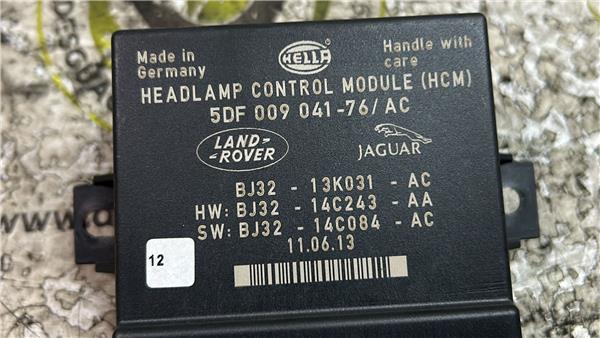 Made in
Germany
HELLA
Handle with
care
HEADLAMP CONTROL MODULE (HCM)
5DF 009 041-76/AC
LAND-
-ROVER
JAGUAR
BJ32 - 13K031 - AC
HW: BJ32 - 14C243 - AA
SW: BJ32 - 14C084 - AC
11.06.13
12